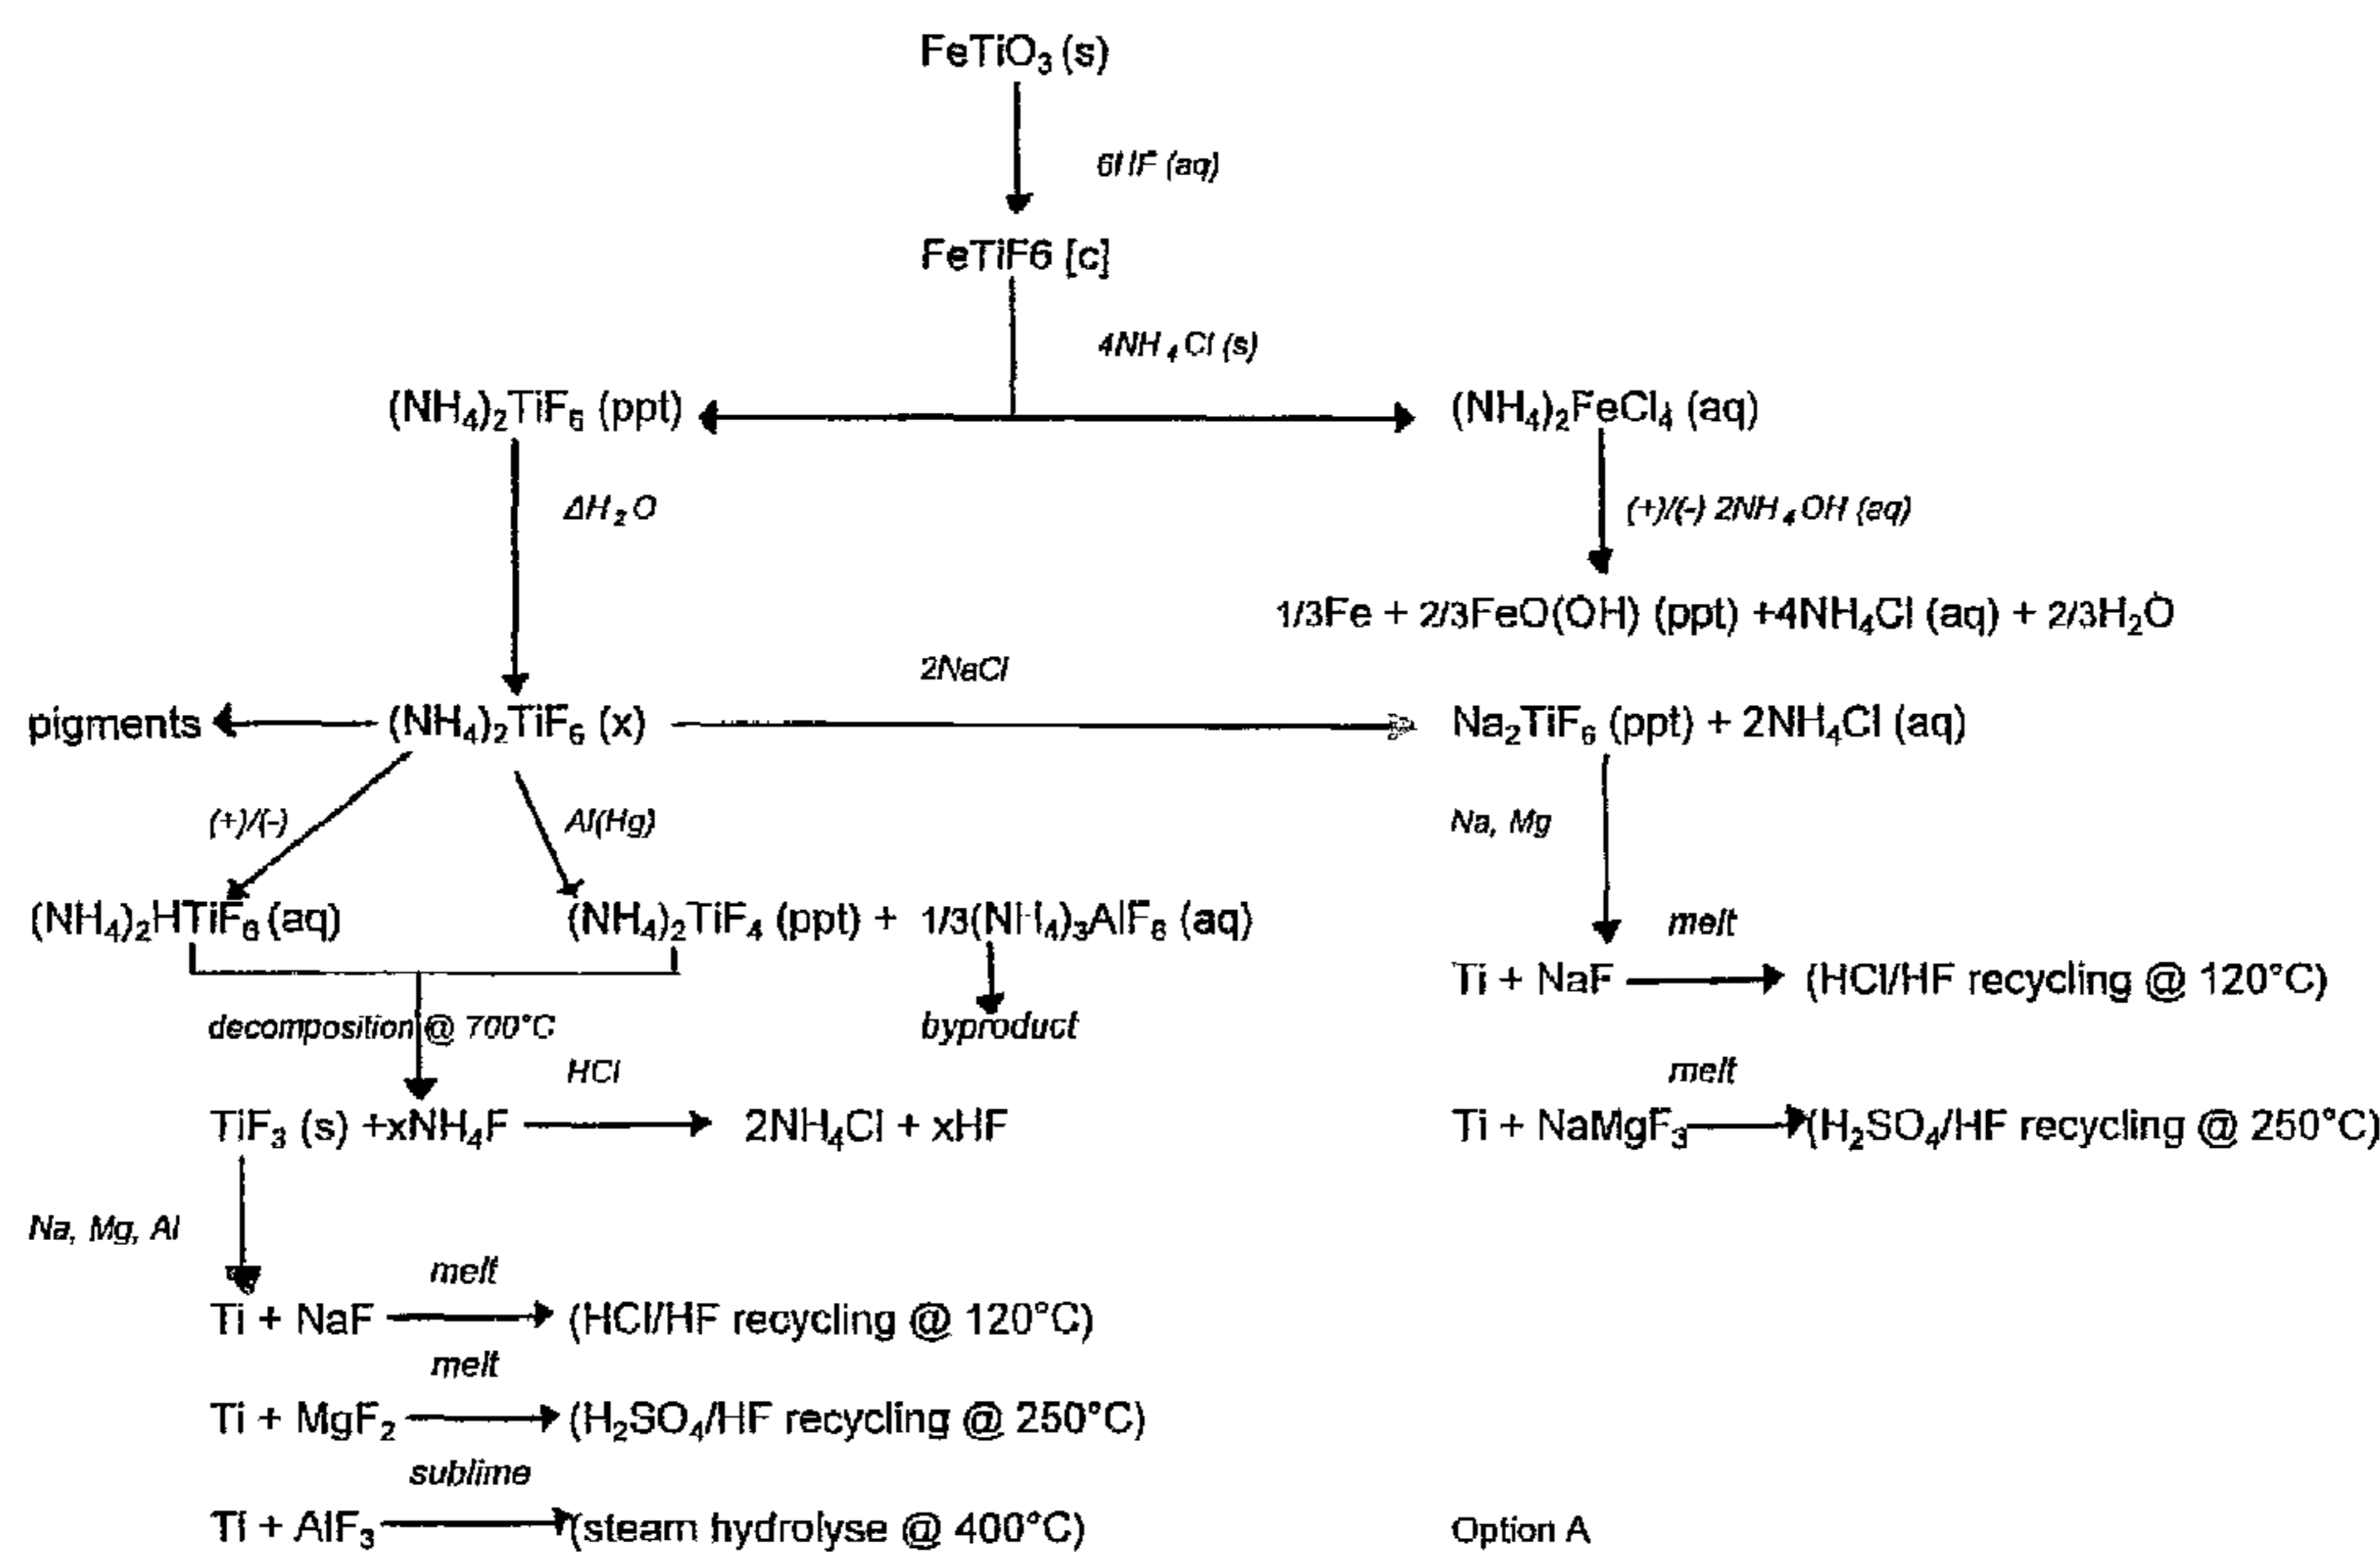 FeTiO₃ (s)
6HF (aq)
FeTiF6 [c]
4NH₄Cl (s)
(NH₄)₂TiF₆ (ppt)
(NH₄)₂FeCl₄ (aq)
ΔH₂O
(+)/(-) 2NH₄OH (aq)
1/3Fe + 2/3FeO(OH) (ppt) +4NH₄Cl (aq) + 2/3H₂O
2NaCl
pigments
(NH₄)₂TiF₆ (x)
Na₂TiF₆ (ppt) + 2NH₄Cl (aq)
(+)/(-)
Al(Hg)
Na, Mg
(NH₄)₂HTiF₆ (aq)
(NH₄)₂TiF₄ (ppt) + 1/3(NH₄)₃AlF₆ (aq)
melt
Ti + NaF
(HCl/HF recycling @ 120°C)
decomposition @ 700°C
byproduct
HCl
melt
TiF₃ (s) +xNH₄F
2NH₄Cl + xHF
Ti + NaMgF₃
(H₂SO₄/HF recycling @ 250°C)
Na, Mg, Al
melt
Ti + NaF
(HCl/HF recycling @ 120°C)
melt
Ti + MgF₂
(H₂SO₄/HF recycling @ 250°C)
sublime
Ti + AlF₃
(steam hydrolyse @ 400°C)
Option A